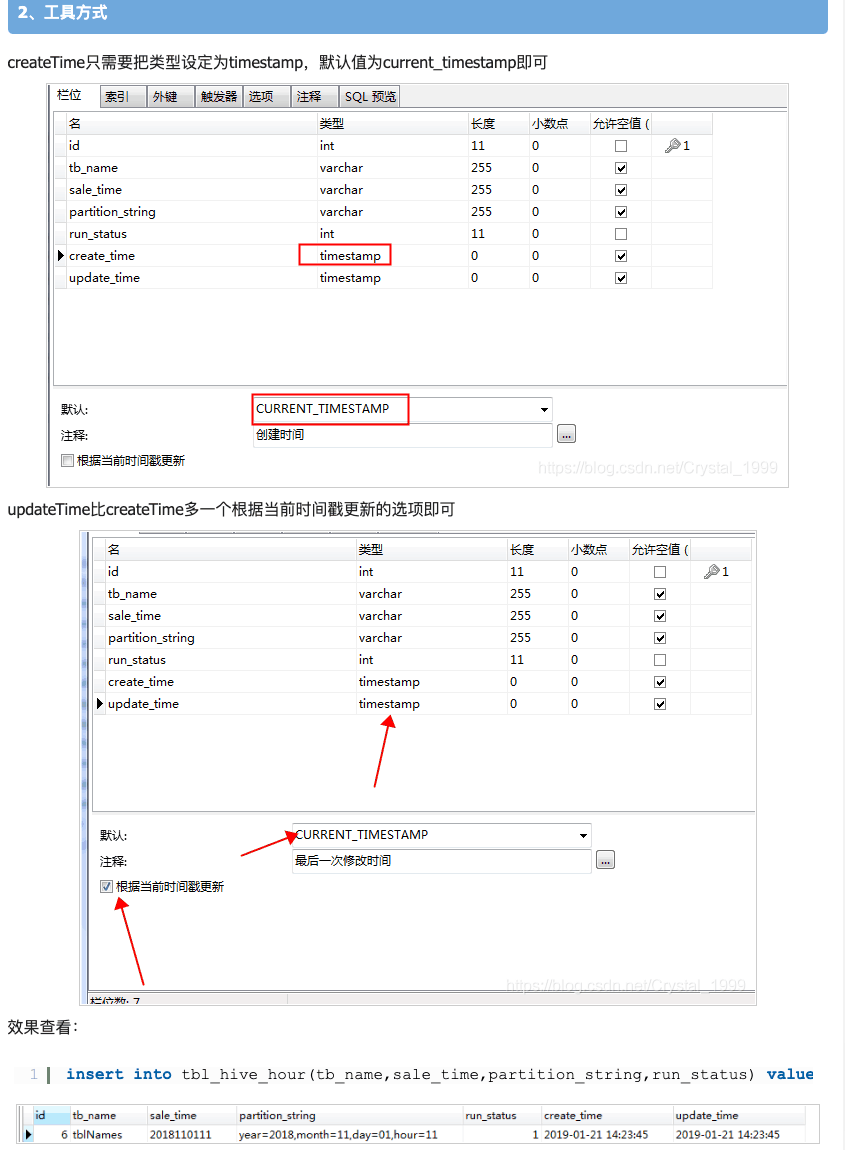 2、工具方式
createTime只需要把类型设定为timestamp，默认值为current_timestamp即可
栏位 索引 外键 触发器 选项 注释 SQL 预览
名 类型 长度 小数点 允许空值 (
id int 11 0 1
tb_name varchar 255 0
sale_time varchar 255 0
partition_string varchar 255 0
run_status int 11 0
create_time timestamp 0 0
update_time timestamp 0 0
默认: CURRENT_TIMESTAMP
注释: 创建时间 ...
根据当前时间戳更新
https://blog.csdn.net/Crystal_1999
updateTime比createTime多一个根据当前时间戳更新的选项即可
名 类型 长度 小数点 允许空值 (
id int 11 0 1
tb_name varchar 255 0
sale_time varchar 255 0
partition_string varchar 255 0
run_status int 11 0
create_time timestamp 0 0
update_time timestamp 0 0
默认: CURRENT_TIMESTAMP
注释: 最后一次修改时间 ...
根据当前时间戳更新
https://blog.csdn.net/Crystal_1999
栏位数: 7
效果查看：
1 insert into tbl_hive_hour(tb_name,sale_time,partition_string,run_status) value
id tb_name sale_time partition_string run_status create_time update_time
6 tblNames 2018110111 year=2018,month=11,day=01,hour=11 1 2019-01-21 14:23:45 2019-01-21 14:23:45